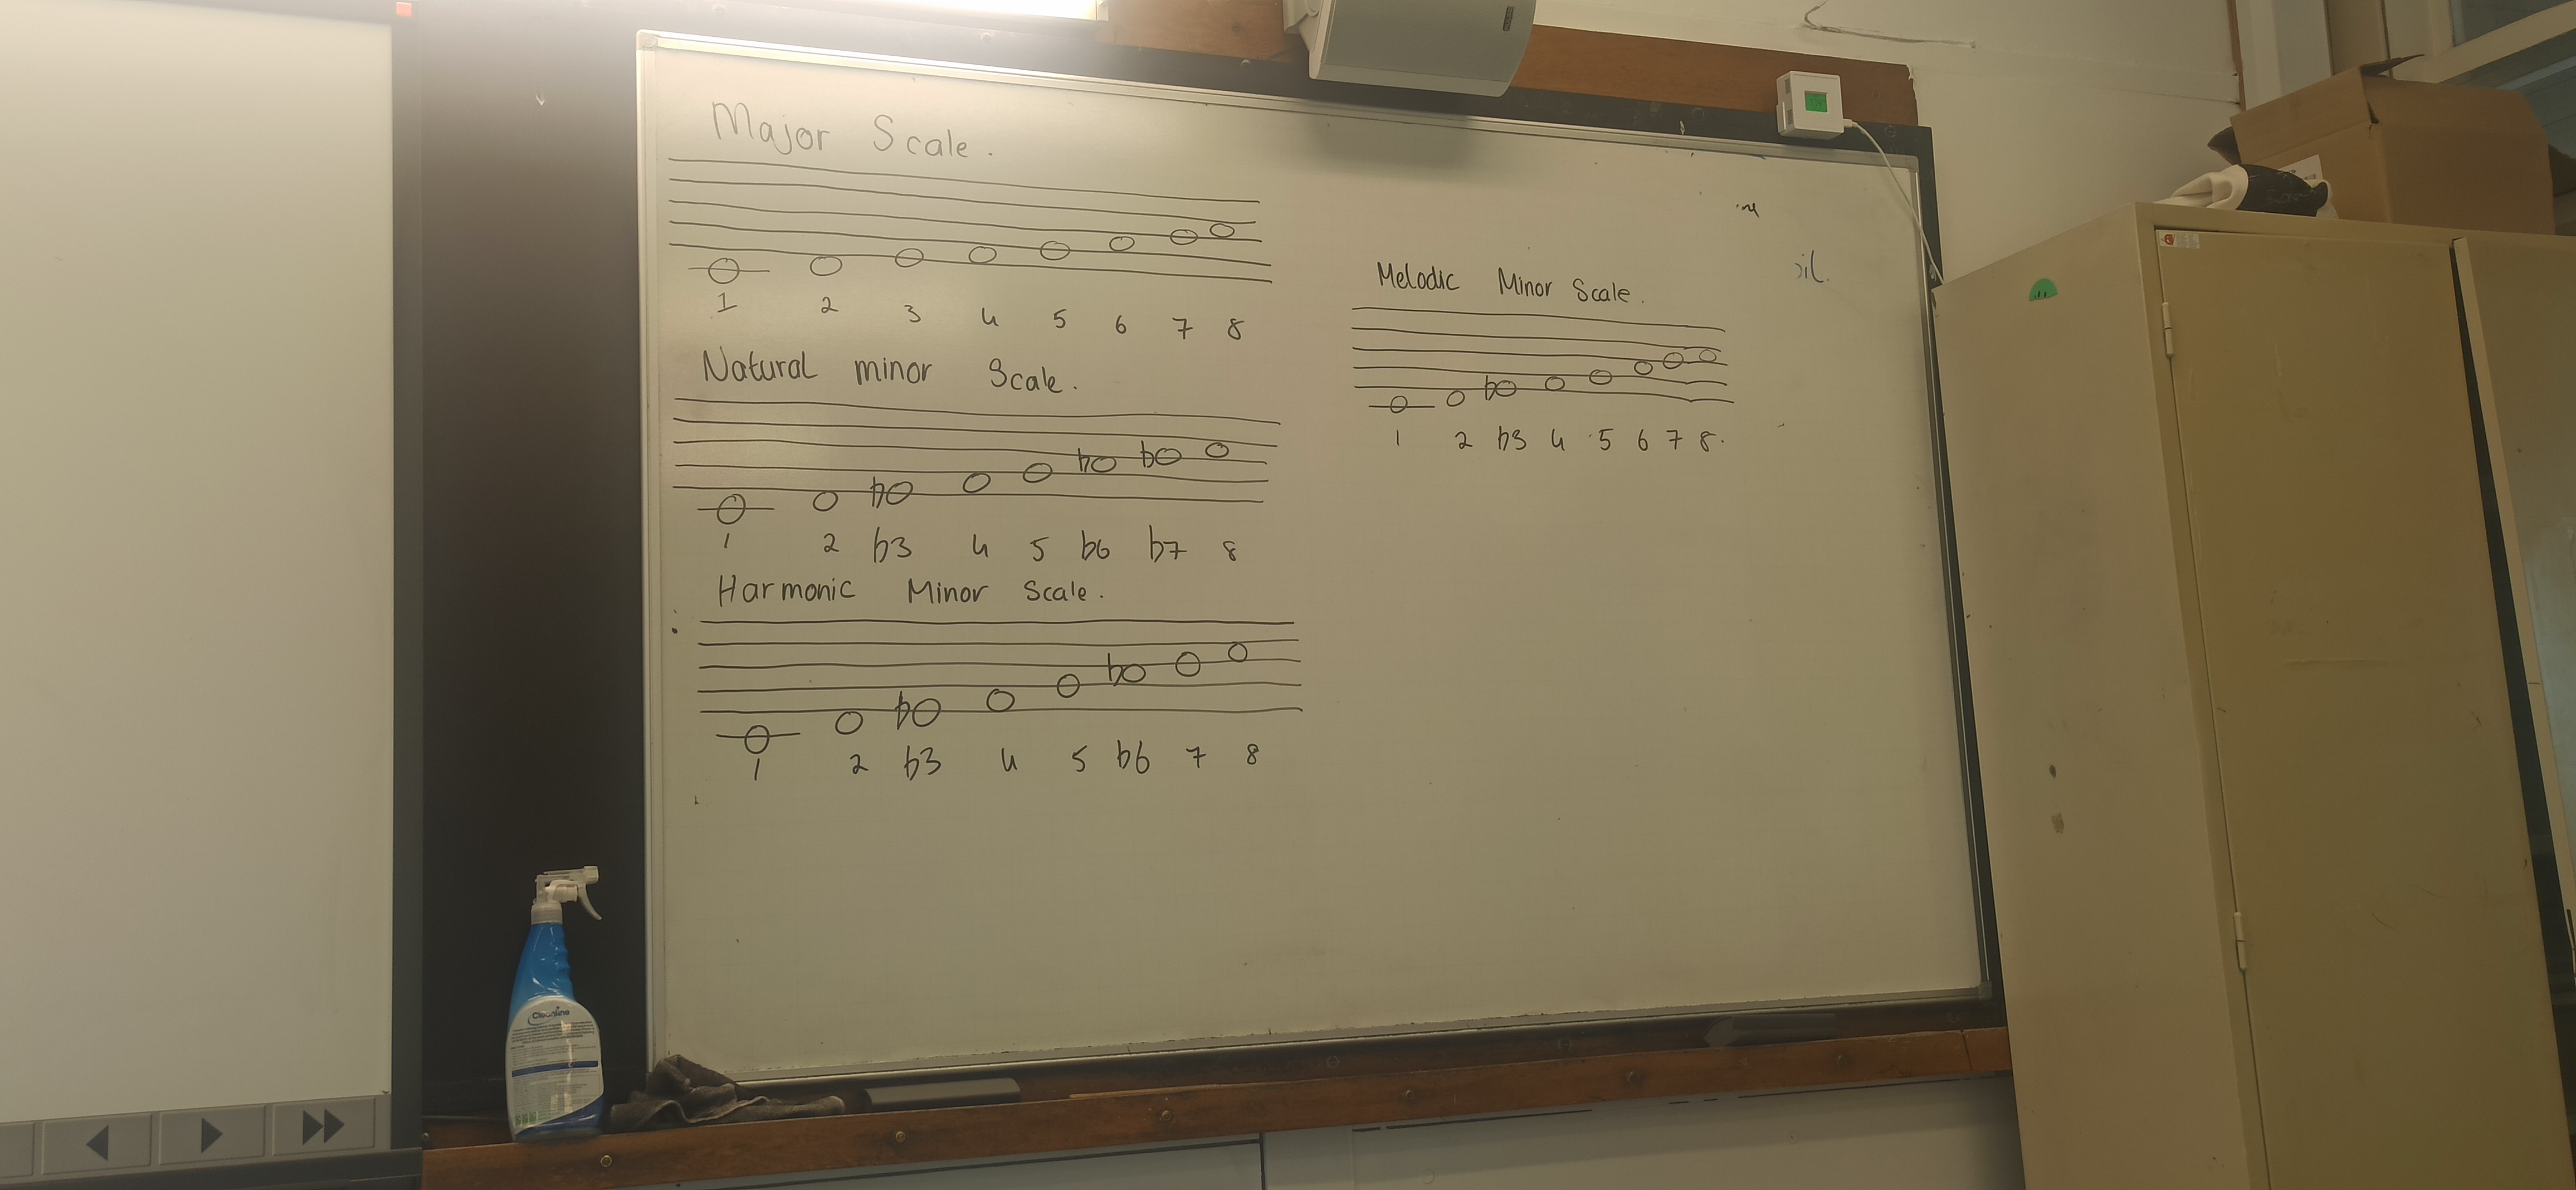 Major Scale.
1 2 3 4 5 6 7 8
Natural minor Scale.
1 2 b3 4 5 b6 b7 8
Harmonic Minor Scale.
1 2 b3 4 5 b6 7 8
Melodic Minor Scale.
1 2 b3 4 5 6 7 8.
Cleanline